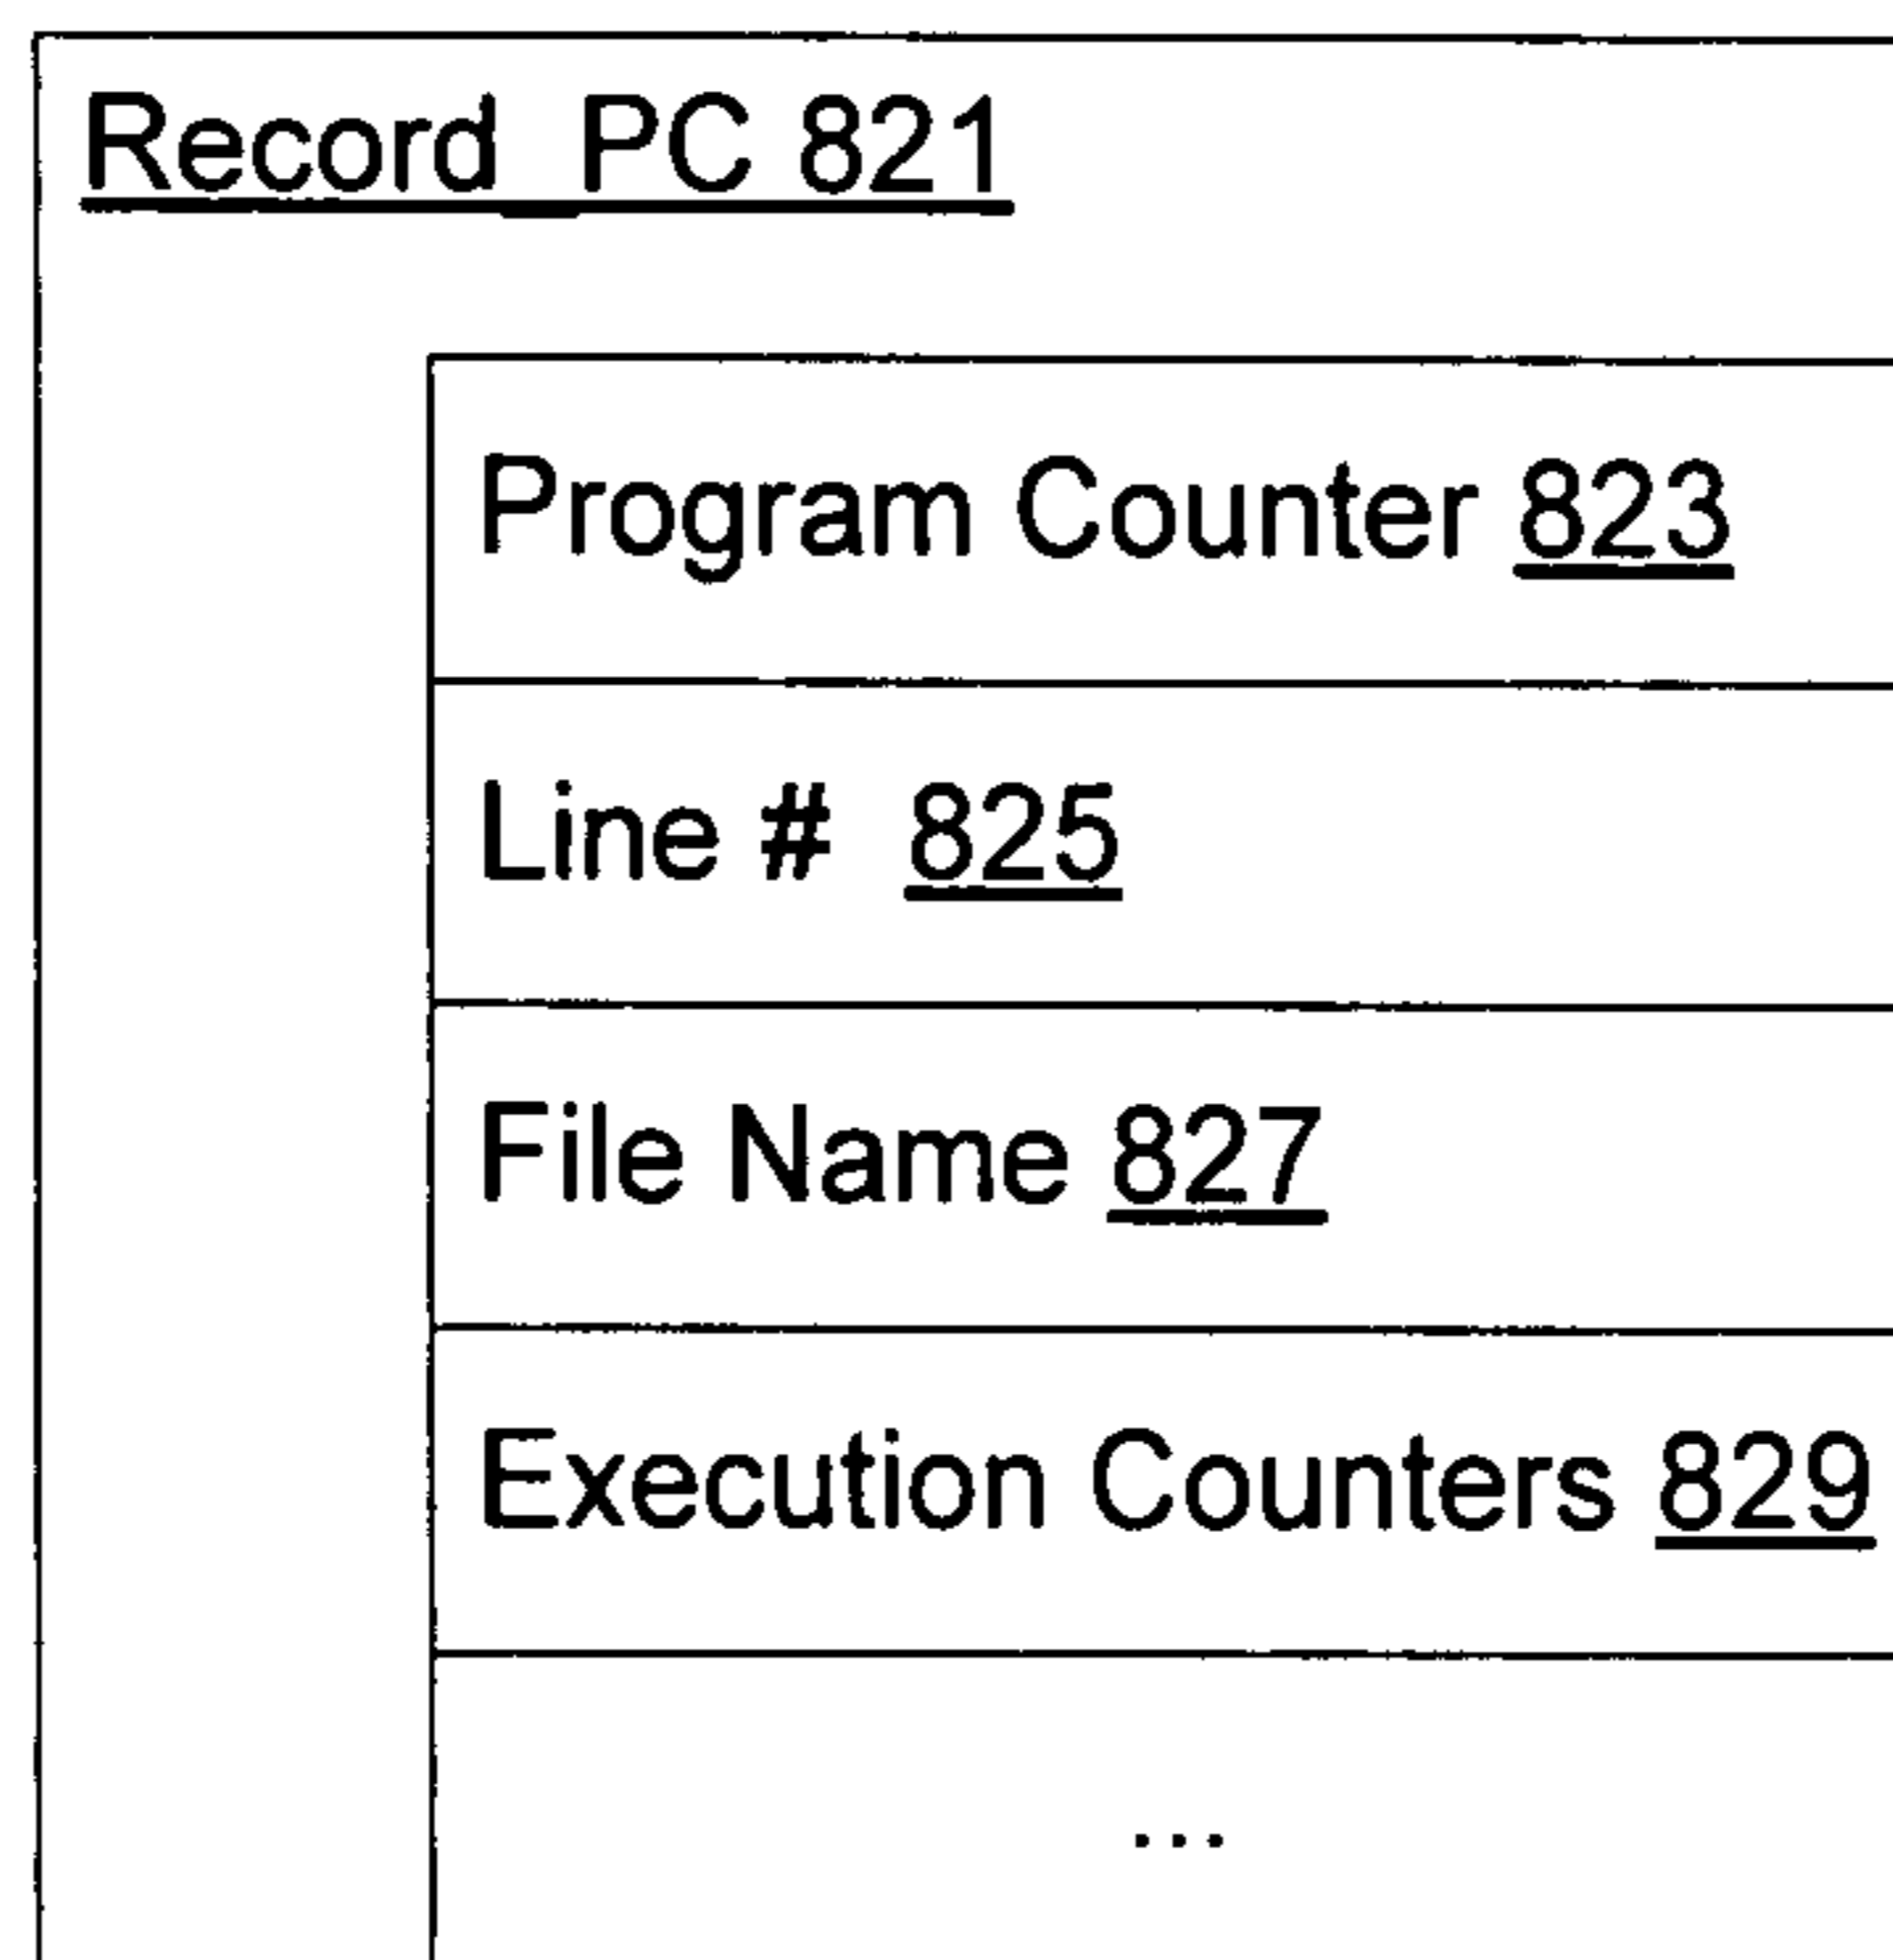 Record_PC 821
Program Counter 823
Line # 825
File Name 827
Execution Counters 829
...